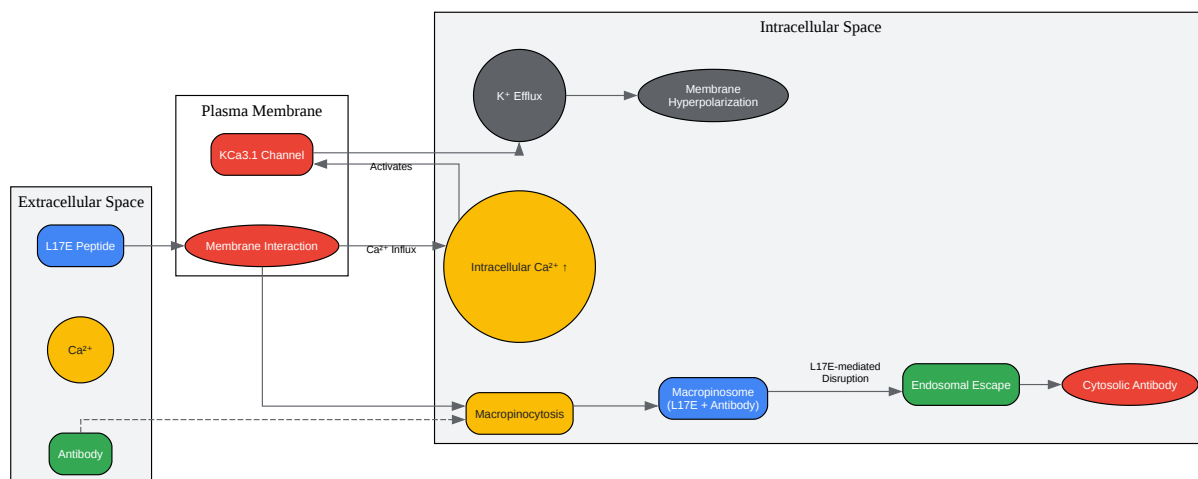 Intracellular Space
K⁺ Efflux
Membrane
Hyperpolarization
Plasma Membrane
KCa3.1 Channel
Activates
Extracellular Space
L17E Peptide
Membrane Interaction
Ca²⁺ Influx
Intracellular Ca²⁺ ↑
Ca²⁺
L17E-mediated
Disruption
Macropinosome
(L17E + Antibody)
Endosomal Escape
Cytosolic Antibody
Macropinocytosis
Antibody